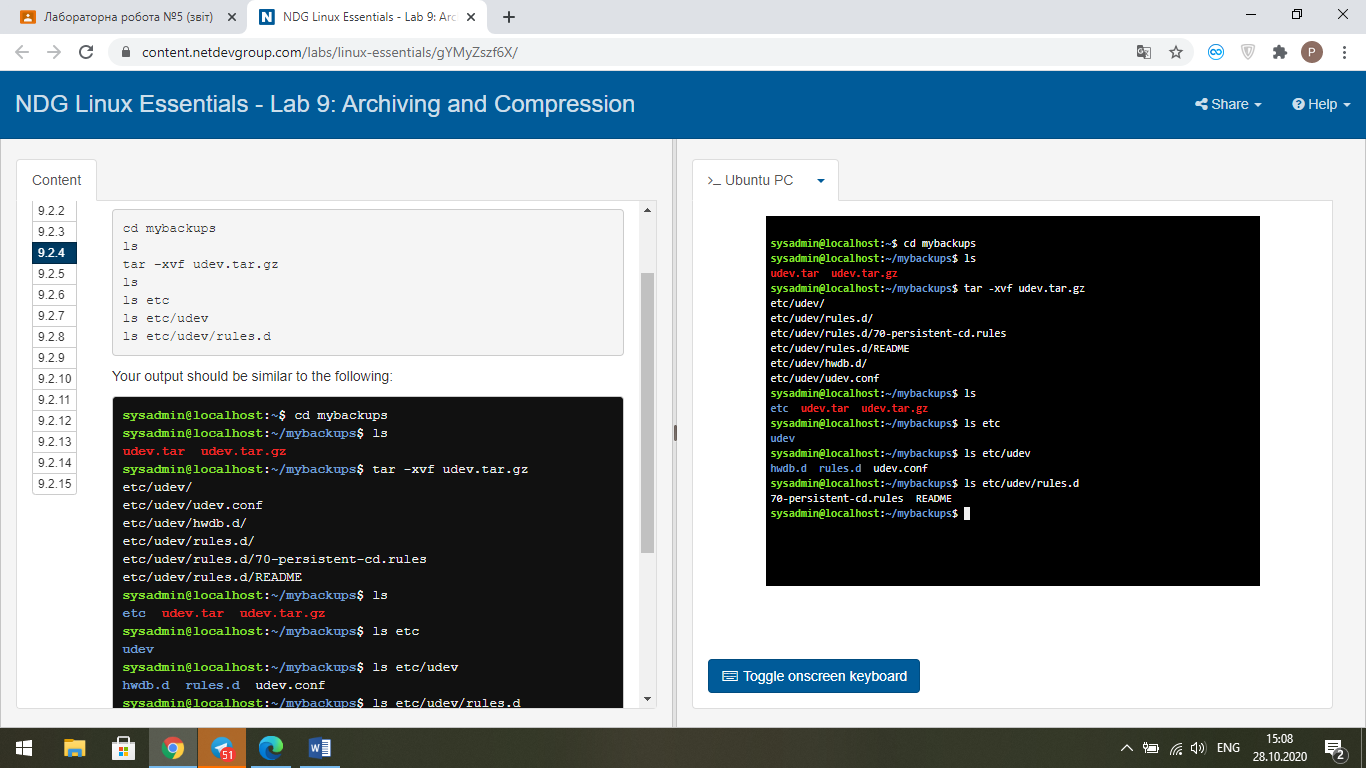 Лабораторна робота №5 (звіт)
NDG Linux Essentials - Lab 9: Arc
content.netdevgroup.com/labs/linux-essentials/gYMyZszf6X/
P
NDG Linux Essentials - Lab 9: Archiving and Compression
Share
Help
Content
9.2.2
9.2.3
9.2.4
9.2.5
9.2.6
9.2.7
9.2.8
9.2.9
9.2.10
9.2.11
9.2.12
9.2.13
9.2.14
9.2.15
cd mybackups
ls
tar -xvf udev.tar.gz
ls
ls etc
ls etc/udev
ls etc/udev/rules.d
Your output should be similar to the following:
sysadmin@localhost:~$ cd mybackups
sysadmin@localhost:~/mybackups$ ls
udev.tar  udev.tar.gz
sysadmin@localhost:~/mybackups$ tar -xvf udev.tar.gz
etc/udev/
etc/udev/udev.conf
etc/udev/hwdb.d/
etc/udev/rules.d/
etc/udev/rules.d/70-persistent-cd.rules
etc/udev/rules.d/README
sysadmin@localhost:~/mybackups$ ls
etc  udev.tar  udev.tar.gz
sysadmin@localhost:~/mybackups$ ls etc
udev
sysadmin@localhost:~/mybackups$ ls etc/udev
hwdb.d  rules.d  udev.conf
sysadmin@localhost:~/mybackups$ ls etc/udev/rules.d
>_ Ubuntu PC
sysadmin@localhost:~$ cd mybackups
sysadmin@localhost:~/mybackups$ ls
udev.tar  udev.tar.gz
sysadmin@localhost:~/mybackups$ tar -xvf udev.tar.gz
etc/udev/
etc/udev/rules.d/
etc/udev/rules.d/70-persistent-cd.rules
etc/udev/rules.d/README
etc/udev/hwdb.d/
etc/udev/udev.conf
sysadmin@localhost:~/mybackups$ ls
etc  udev.tar  udev.tar.gz
sysadmin@localhost:~/mybackups$ ls etc
udev
sysadmin@localhost:~/mybackups$ ls etc/udev
hwdb.d  rules.d  udev.conf
sysadmin@localhost:~/mybackups$ ls etc/udev/rules.d
70-persistent-cd.rules  README
sysadmin@localhost:~/mybackups$
Toggle onscreen keyboard
51
ENG
15:08
28.10.2020
2